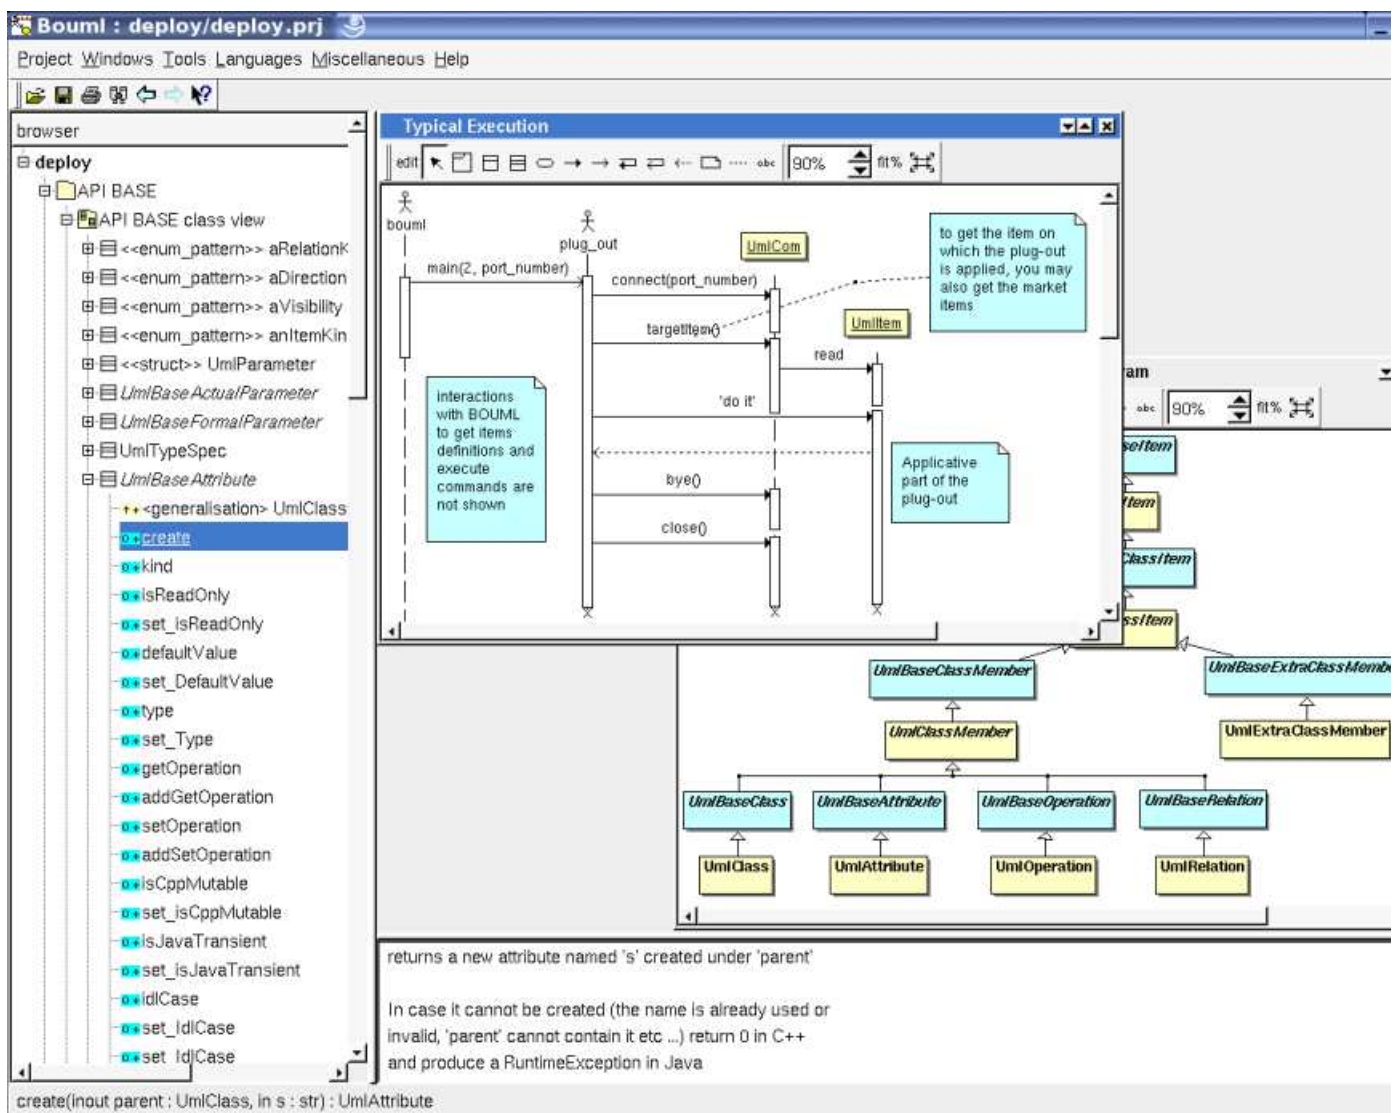 Bouml : deploy/deploy.prj
Project Windows Tools Languages Miscellaneous Help
browser
deploy
API BASE
API BASE class view
<<enum_pattern>> aRelationK
<<enum_pattern>> aDirection
<<enum_pattern>> aVisibility
<<enum_pattern>> anItemKin
<<struct>> UmlParameter
UmlBaseActualParameter
UmlBaseFormalParameter
UmlTypeSpec
UmlBaseAttribute
<generalisation> UmlClass
create
kind
isReadOnly
set_isReadOnly
defaultValue
set_DefaultValue
type
set_Type
getOperation
addGetOperation
setOperation
addSetOperation
isCppMutable
set_isCppMutable
isJavaTransient
set_isJavaTransient
idlCase
set_IdlCase
set_IdlCase
Typical Execution
edit
abc
90%
fit%
bouml
plug_out
UmlCom
UmlItem
main(2, port_number)
connect(port_number)
targetItem()
read
'do it'
bye()
close()
to get the item on
which the plug-out
is applied, you may
also get the market
items
interactions
with BOUML
to get items
definitions and
execute
commands are
not shown
Applicative
part of the
plug-out
ram
abc
90%
fit%
seItem
Item
ClassItem
ssItem
UmlBaseClassMember
UmlBaseExtraClassMembe
UmlClassMember
UmlExtraClassMember
UmlBaseClass
UmlBaseAttribute
UmlBaseOperation
UmlBaseRelation
UmlClass
UmlAttribute
UmlOperation
UmlRelation
returns a new attribute named 's' created under 'parent'
In case it cannot be created (the name is already used or
invalid, 'parent' cannot contain it etc ...) return 0 in C++
and produce a RuntimeException in Java
create(inout parent : UmlClass, in s : str) : UmlAttribute